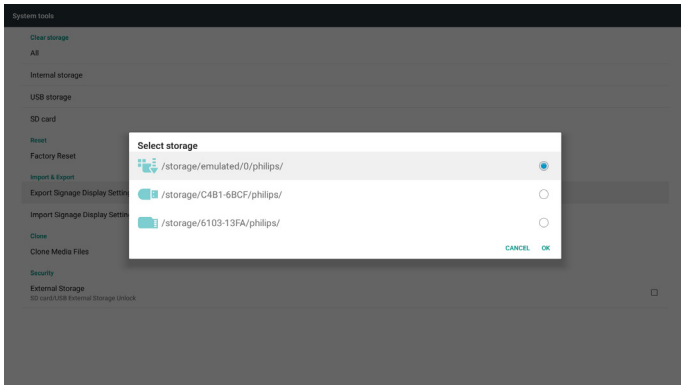 System tools
Clear storage
All
Internal storage
USB storage
SD card
Reset
Factory Reset
Import & Export
Export Signage Display Settin
Import Signage Display Settin
Clone
Clone Media Files
Security
External Storage
SD card/USB External Storage Unlock
Select storage
/storage/emulated/0/philips/
/storage/C4B1-6BCF/philips/
/storage/6103-13FA/philips/
CANCEL OK